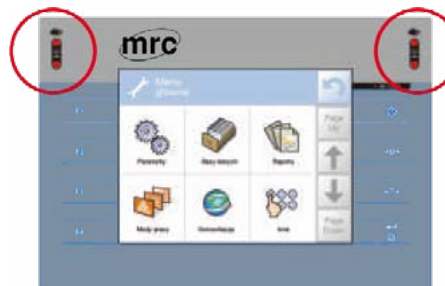 mrc
Menu
główne
Parametry
Bazy danych
Raporty
Page
Up
Mody pracy
Komunikacja
Inne
Page
Down